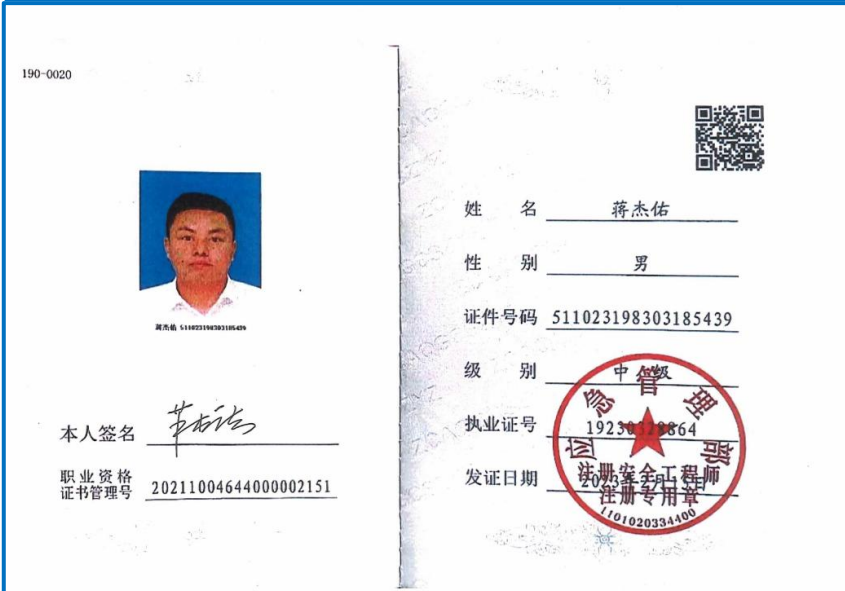 190-0020
蒋杰佑 511023198303185439
本人签名 蒋杰佑
职业资格
证书管理号 20211004644000002151
姓 名 蒋杰佑
性 别 男
证件号码 511023198303185439
级 别 中 级
执业证号
发证日期
应急管理部
注册安全工程师
注册专用章
1101020334400